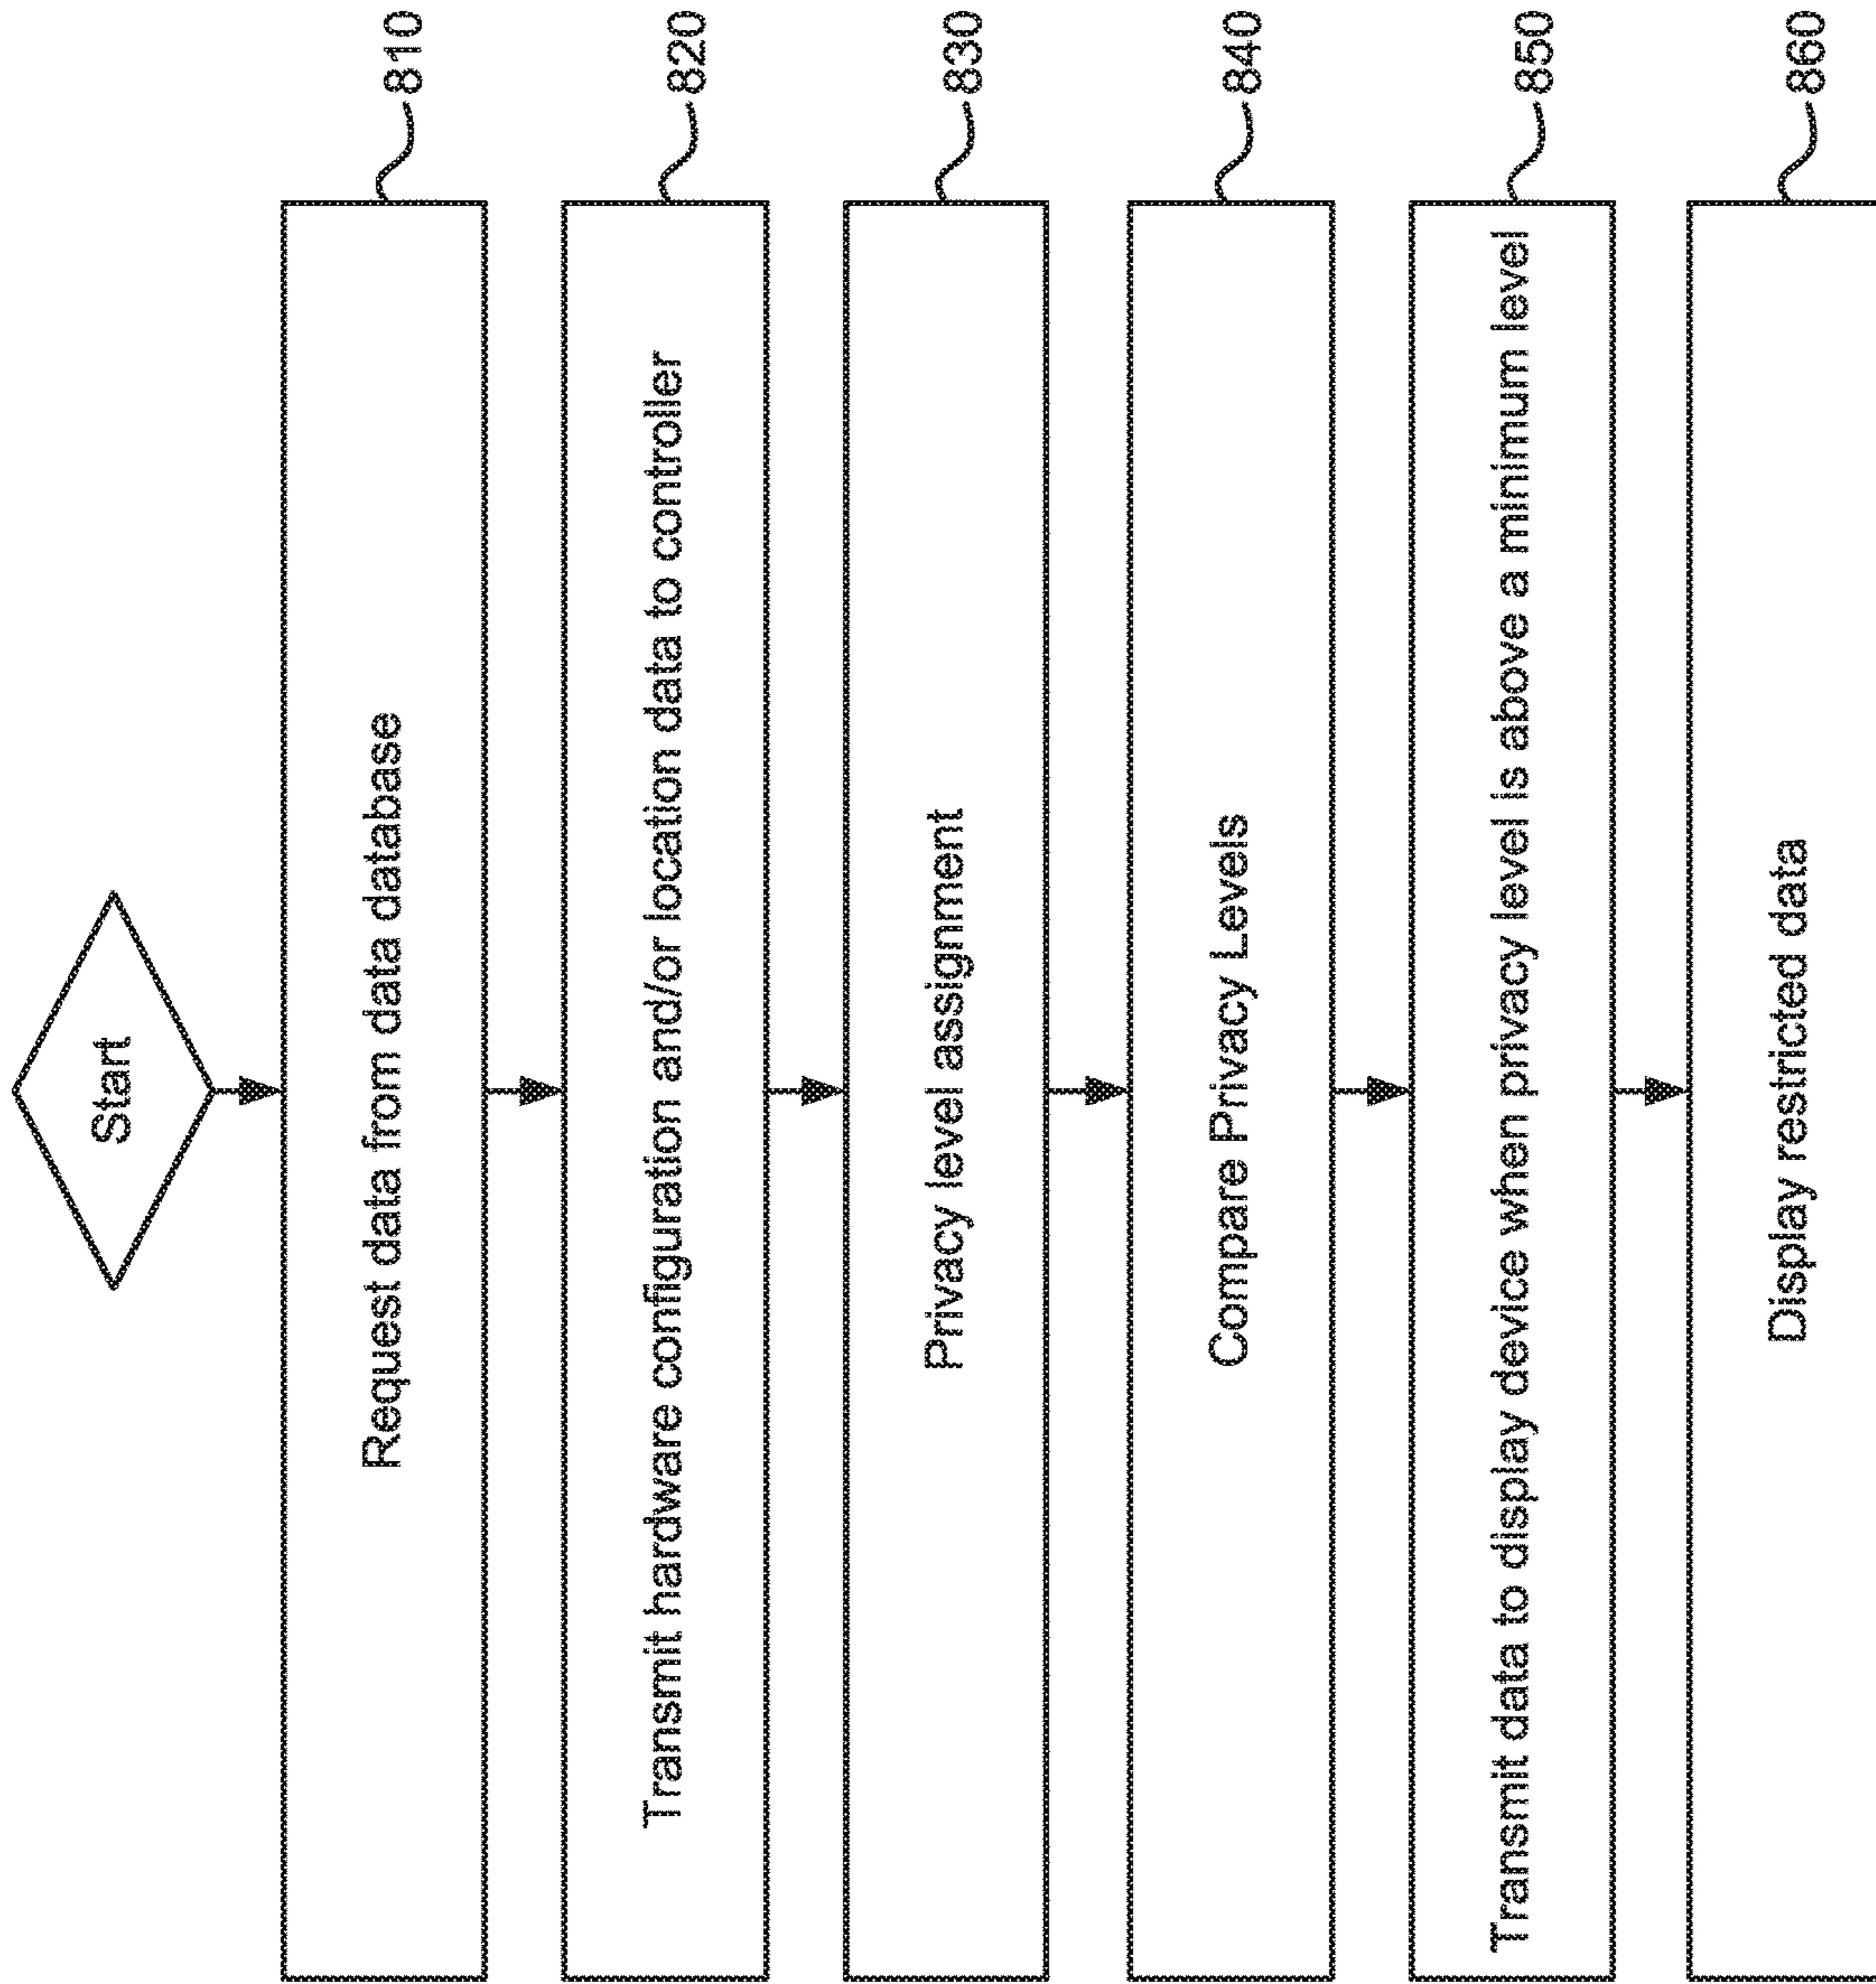 Start
Request data from data database
810
Transmit hardware configuration and/or location data to controller
820
Privacy level assignment
830
Compare Privacy Levels
840
Transmit data to display device when privacy level is above a minimum level
850
Display restricted data
860